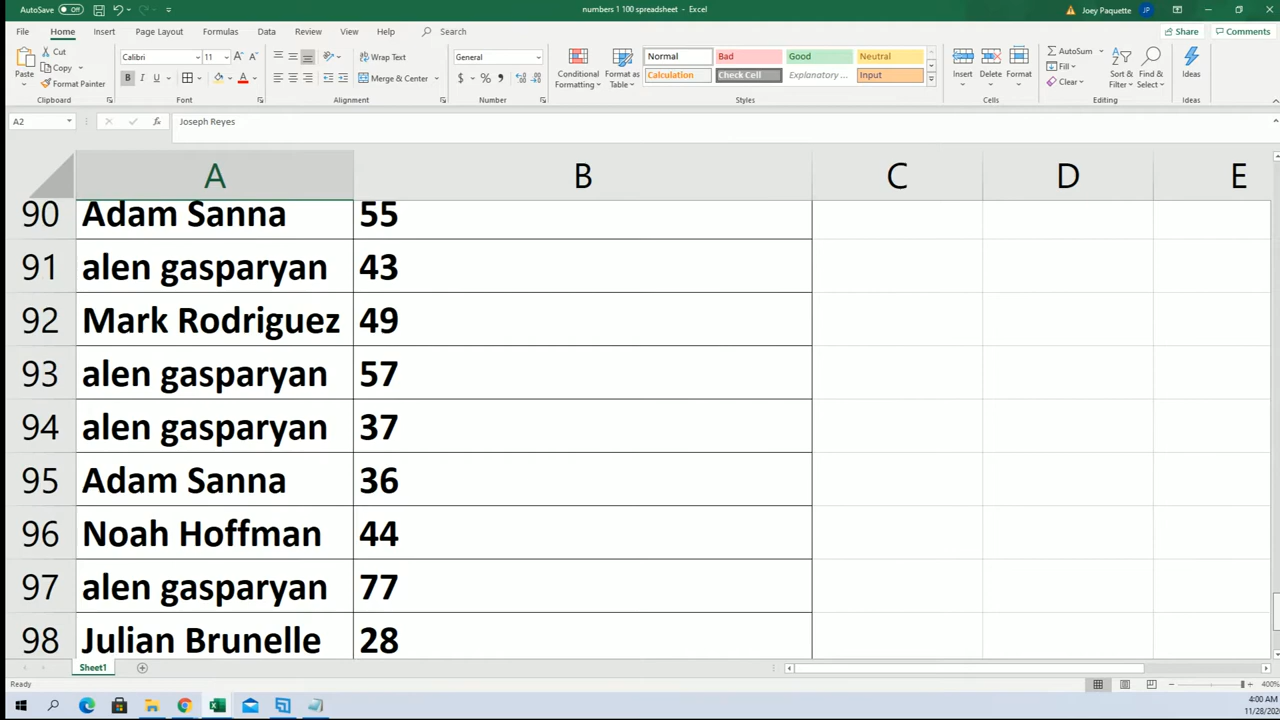 AutoSave Off
numbers 1 100 spreadsheet - Excel
Joey Paquette JP
File Home Insert Page Layout Formulas Data Review View Help Search
Share Comments
Paste
Cut
Copy
Format Painter
Clipboard
Calibri 11
B I U
Font
Wrap Text
Merge & Center
Alignment
General
$ % ,
Number
Conditional Formatting
Format as Table
Normal Bad Good Neutral
Calculation Check Cell Explanatory ... Input
Styles
Insert Delete Format
Cells
AutoSum
Fill
Clear
Sort & Filter
Find & Select
Editing
Ideas
Ideas
A2 fx Joseph Reyes
A B C D E
90 Adam Sanna 55
91 alen gasparyan 43
92 Mark Rodriguez 49
93 alen gasparyan 57
94 alen gasparyan 37
95 Adam Sanna 36
96 Noah Hoffman 44
97 alen gasparyan 77
98 Julian Brunelle 28
Sheet1
Ready
400%
4:00 AM